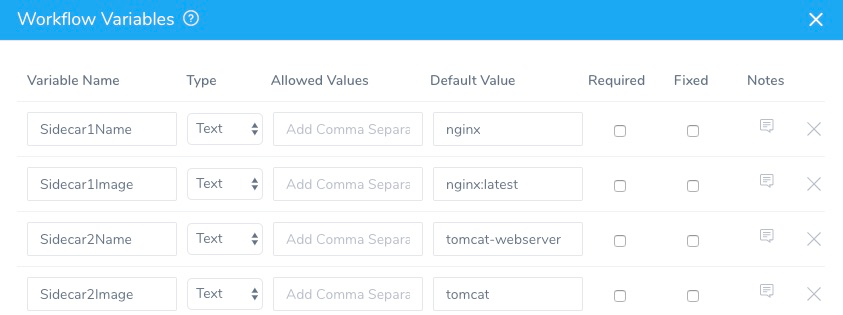 Workflow Variables ?
Variable Name Type Allowed Values Default Value Required Fixed Notes
Sidecar1Name Text Add Comma Separa nginx
Sidecar1Image Text Add Comma Separa nginx:latest
Sidecar2Name Text Add Comma Separa tomcat-webserver
Sidecar2Image Text Add Comma Separa tomcat